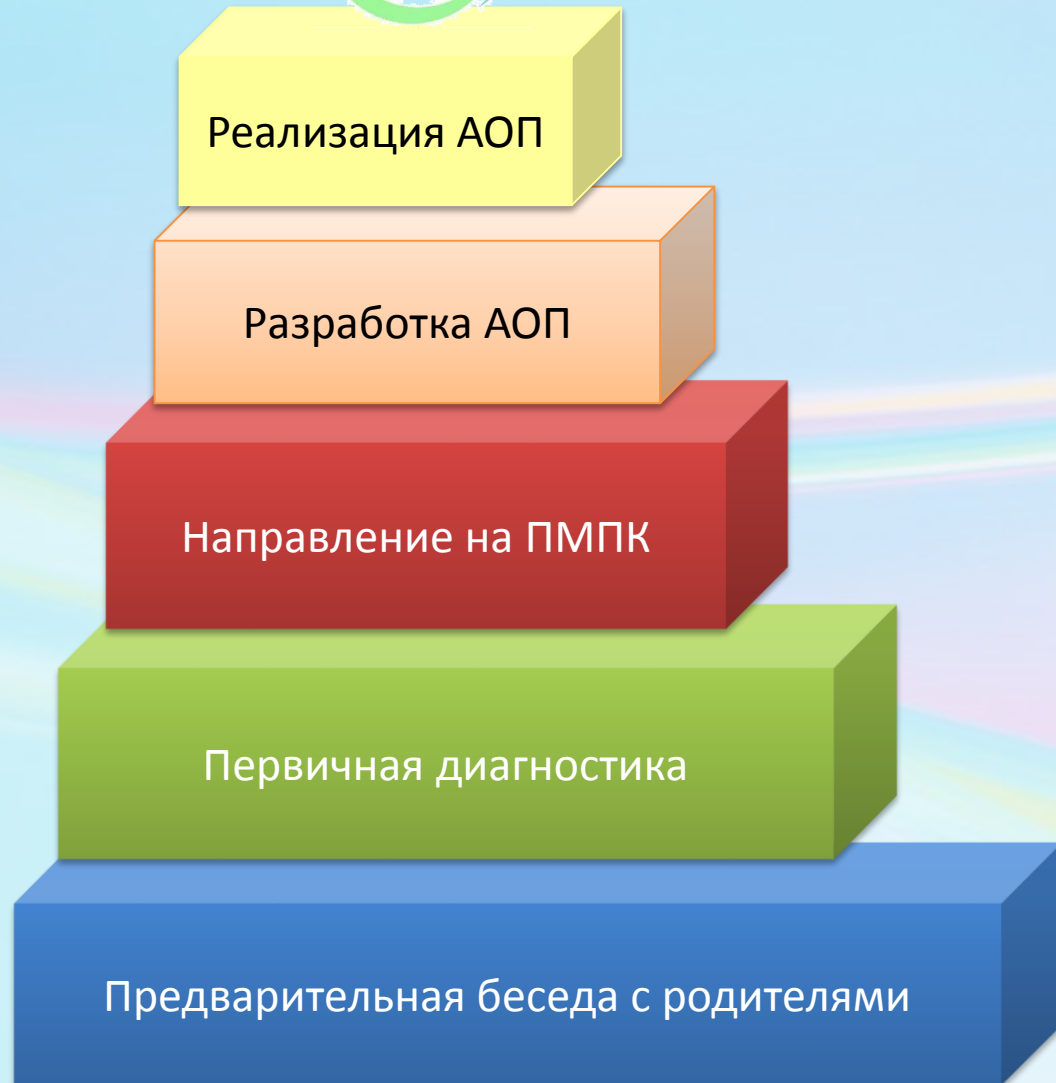 Реализация АОП
Разработка АОП
Направление на ПМПК
Первичная диагностика
Предварительная беседа с родителями